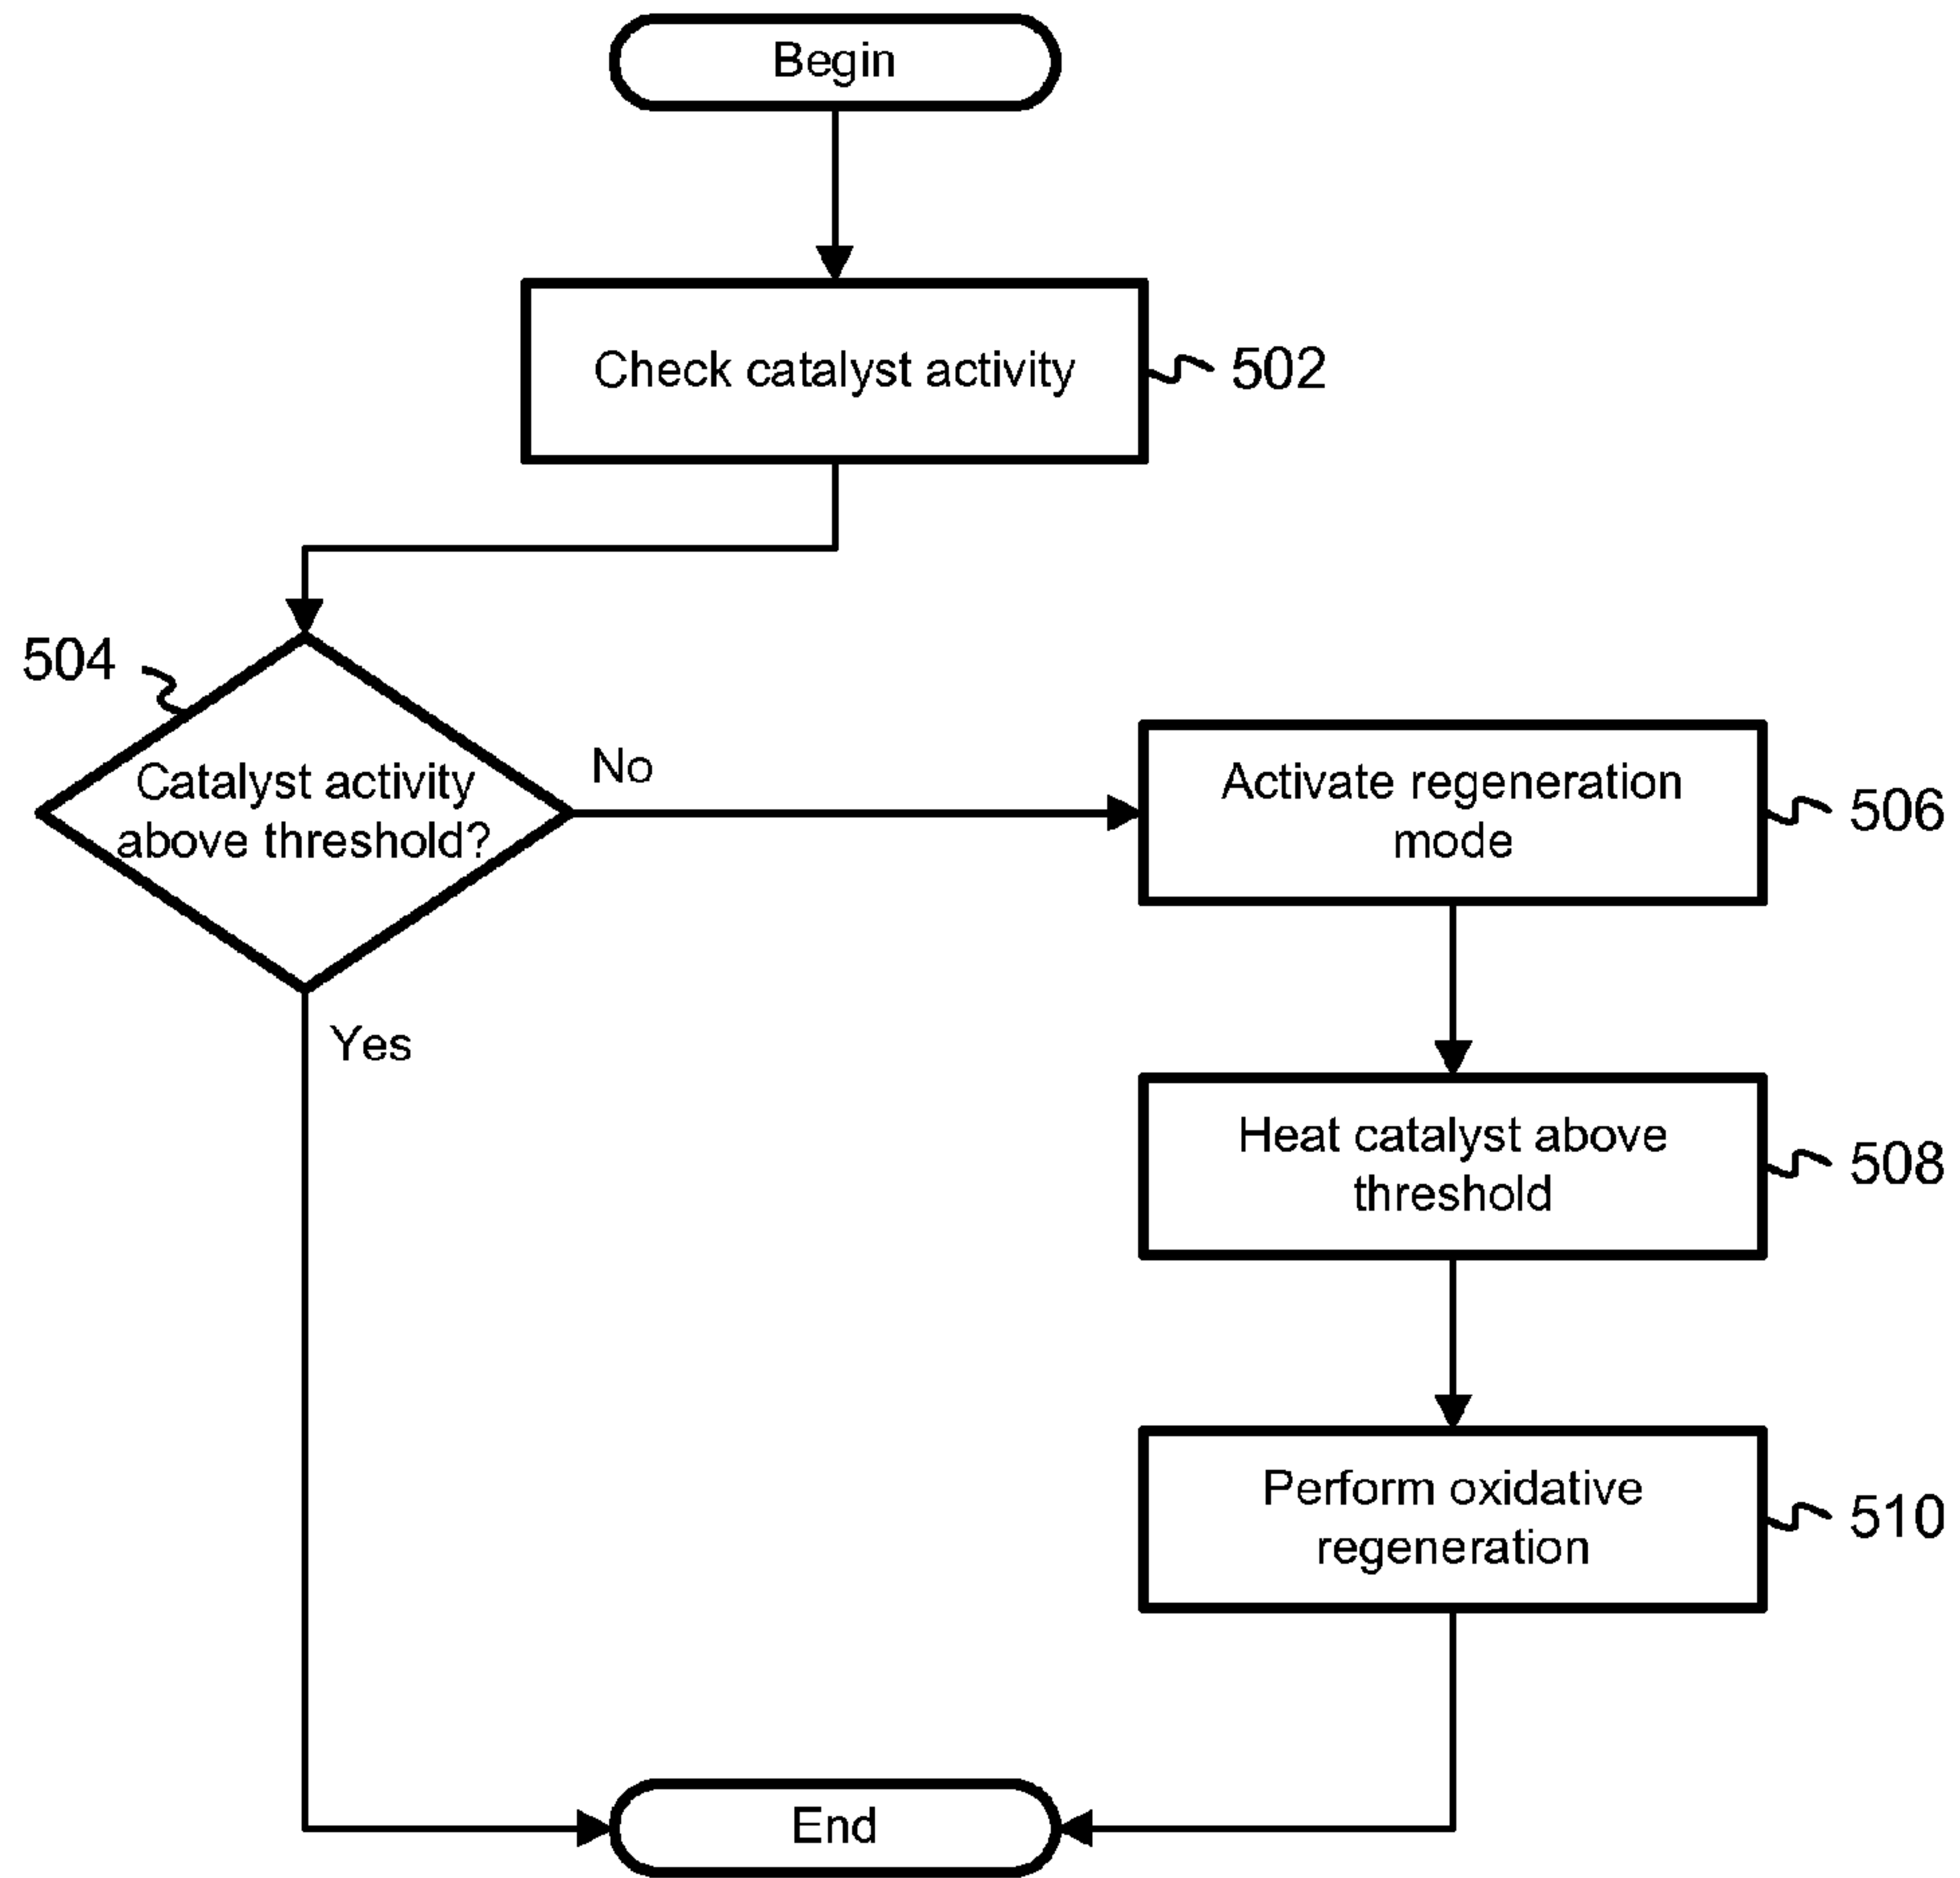 Begin
Check catalyst activity
502
504
Catalyst activity
above threshold?
No
Yes
Activate regeneration
mode
506
Heat catalyst above
threshold
508
Perform oxidative
regeneration
510
End